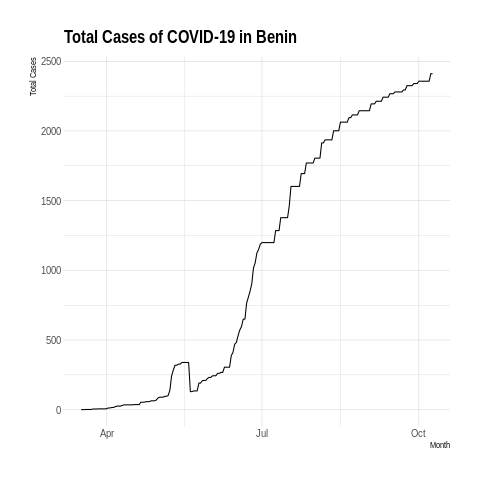 Total Cases of COVID-19 in Benin
Total Cases
2500
2000
1500
1000
500
0
Apr
Jul
Oct
Month